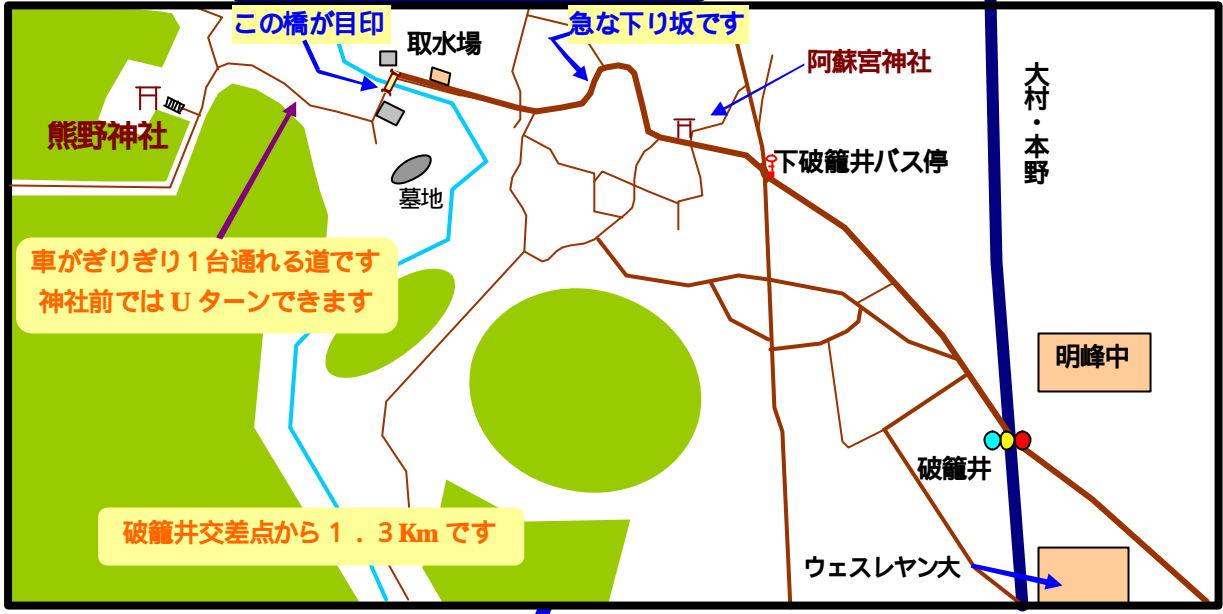 この橋が目印
急な下り坂です
取水場
阿蘇宮神社
大村・本野
熊野神社
下破籠井バス停
墓地
車がぎりぎり1台通れる道です
神社前では U ターンできます
明峰中
破籠井
破籠井交差点から 1．3 Km です
ウェスレヤン大